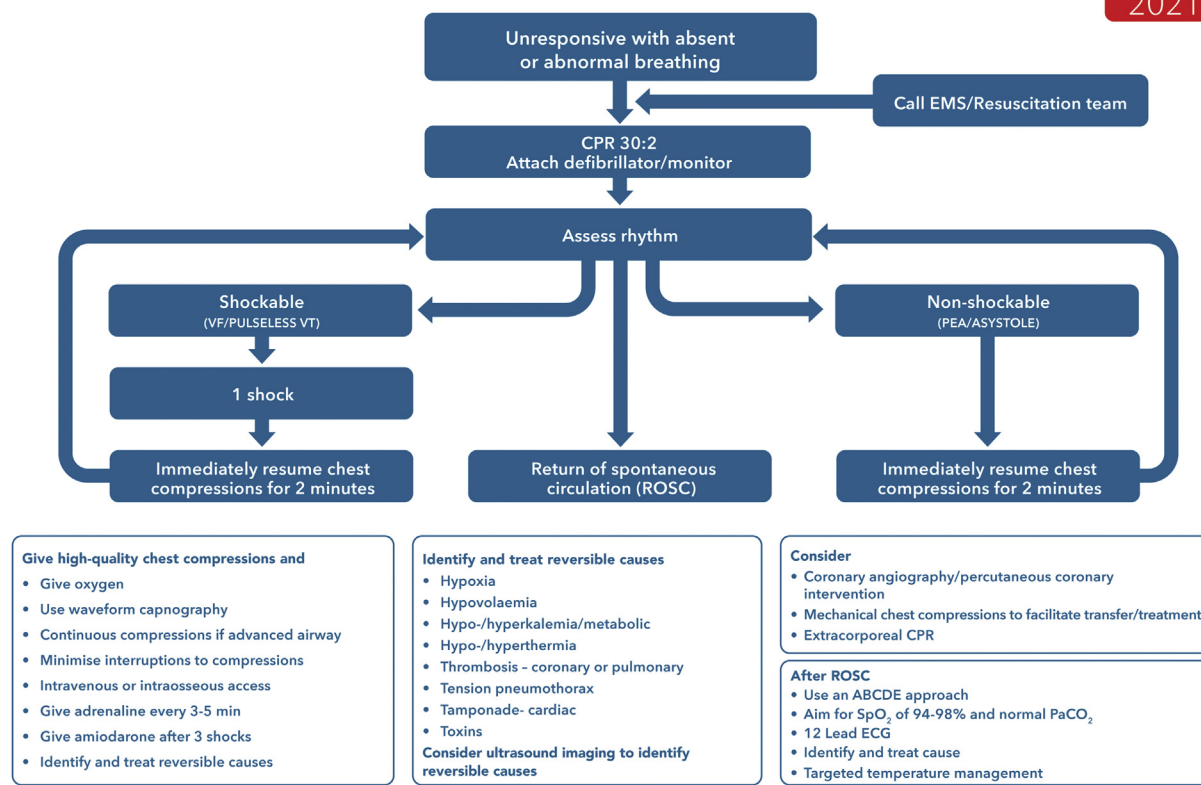 2021
Unresponsive with absent
or abnormal breathing
Call EMS/Resuscitation team
CPR 30:2
Attach defibrillator/monitor
Assess rhythm
Shockable
(VF/PULSELESS VT)
Non-shockable
(PEA/ASYSTOLE)
1 shock
Immediately resume chest
compressions for 2 minutes
Return of spontaneous
circulation (ROSC)
Immediately resume chest
compressions for 2 minutes
Give high-quality chest compressions and
• Give oxygen
• Use waveform capnography
• Continuous compressions if advanced airway
• Minimise interruptions to compressions
• Intravenous or intraosseous access
• Give adrenaline every 3-5 min
• Give amiodarone after 3 shocks
• Identify and treat reversible causes
Identify and treat reversible causes
• Hypoxia
• Hypovolaemia
• Hypo-/hyperkalemia/metabolic
• Hypo-/hyperthermia
• Thrombosis – coronary or pulmonary
• Tension pneumothorax
• Tamponade- cardiac
• Toxins
Consider ultrasound imaging to identify
reversible causes
Consider
• Coronary angiography/percutaneous coronary
intervention
• Mechanical chest compressions to facilitate transfer/treatment
• Extracorporeal CPR
After ROSC
• Use an ABCDE approach
• Aim for SpO₂ of 94-98% and normal PaCO₂
• 12 Lead ECG
• Identify and treat cause
• Targeted temperature management